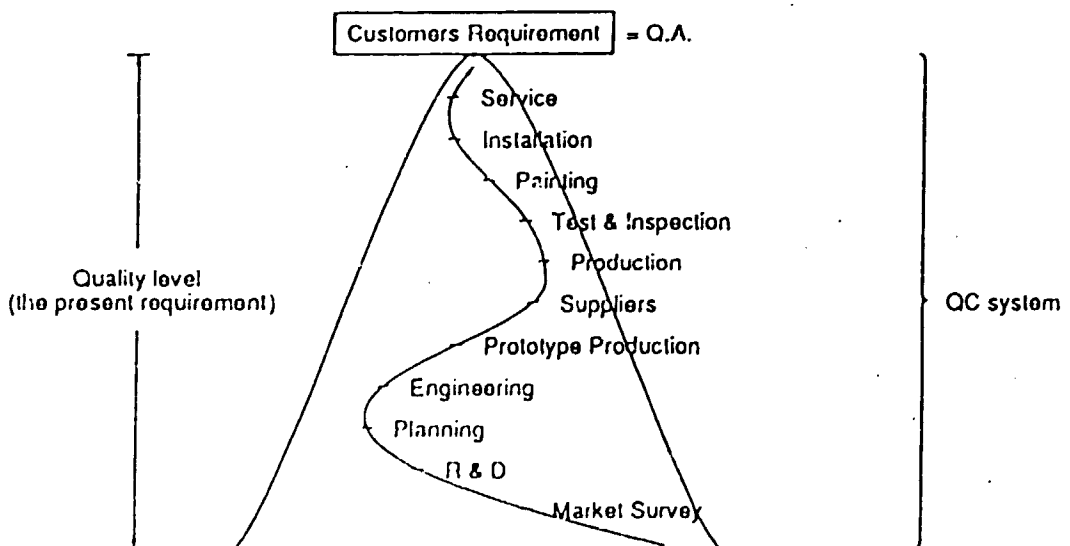 Customers Requirement = Q.A.
Service
Installation
Painting
Test & Inspection
Production
Quality level
(the present requirement)
Suppliers
QC system
Prototype Production
Engineering
Planning
R & D
Market Survey